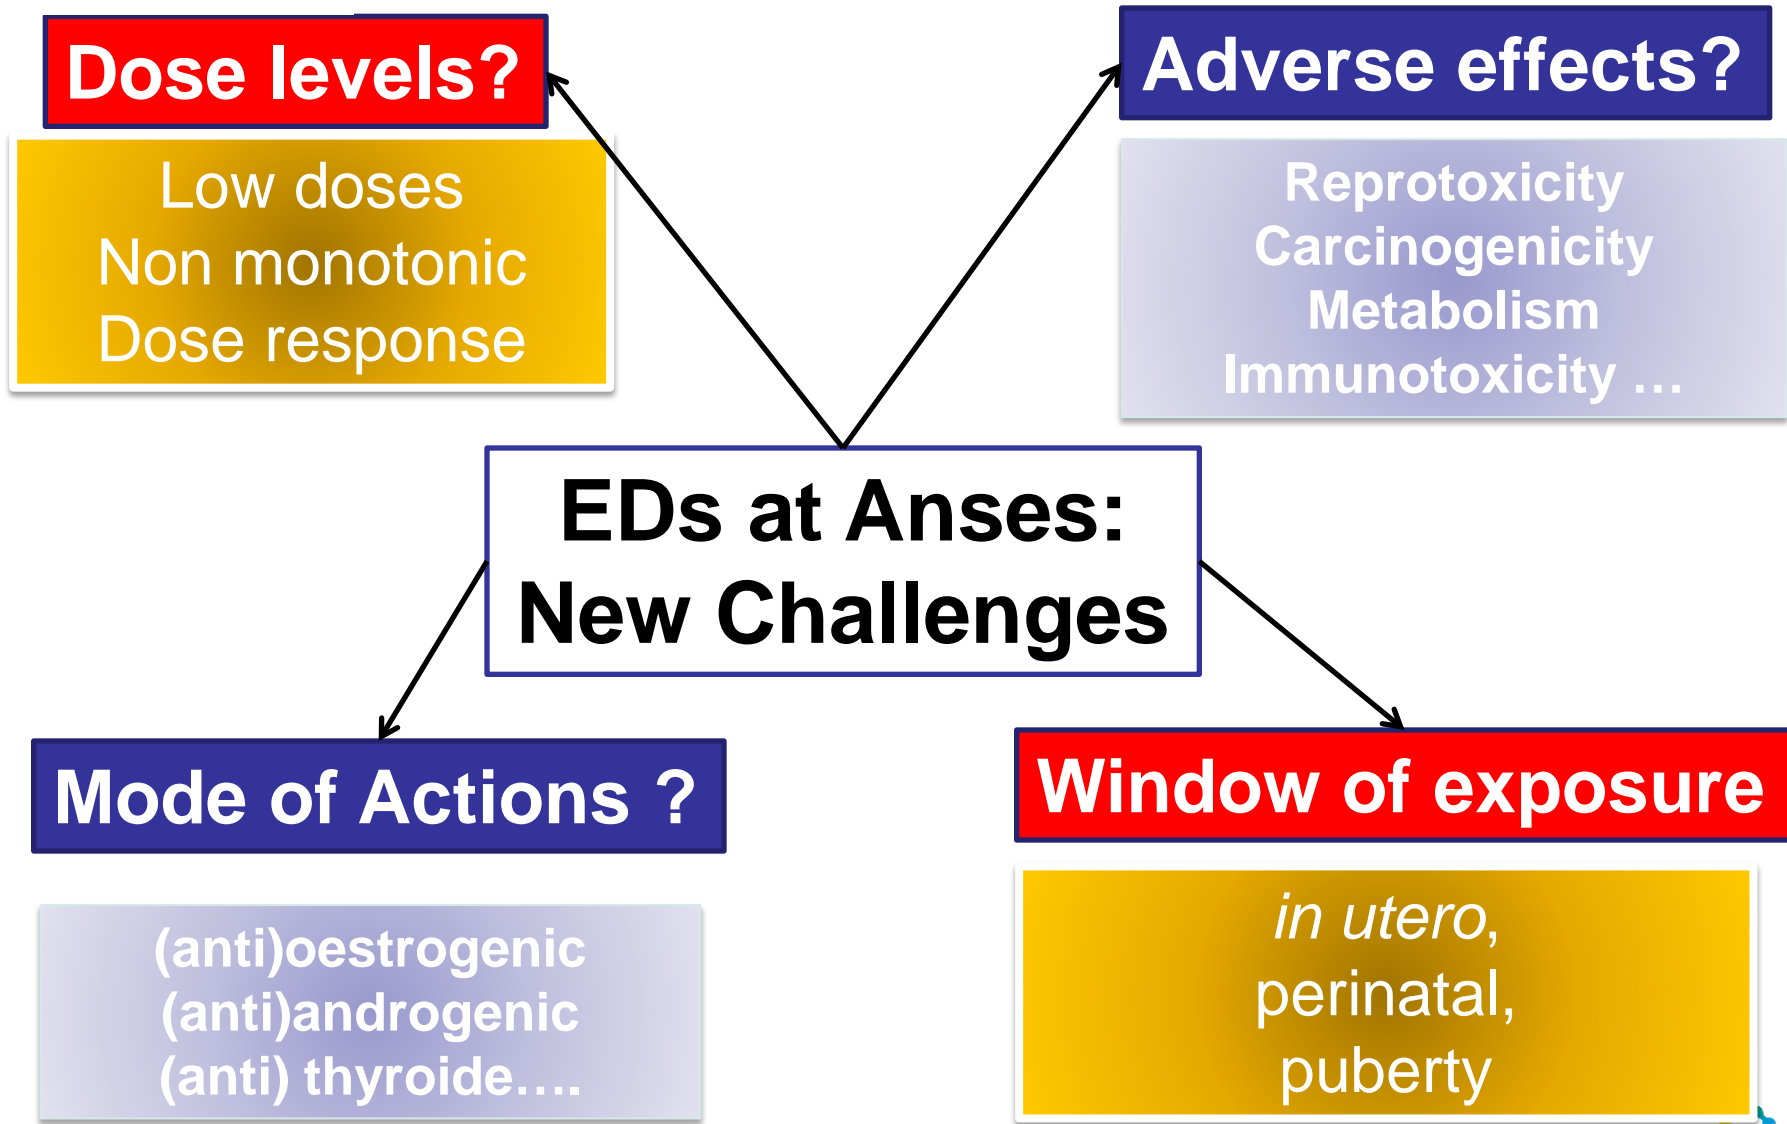 Dose levels?
Low doses
Non monotonic
Dose response
Adverse effects?
Reprotoxicity
Carcinogenicity
Metabolism
Immunotoxicity …
EDs at Anses:
New Challenges
Mode of Actions ?
(anti)oestrogenic
(anti)androgenic
(anti) thyroide….
Window of exposure
in utero,
perinatal,
puberty